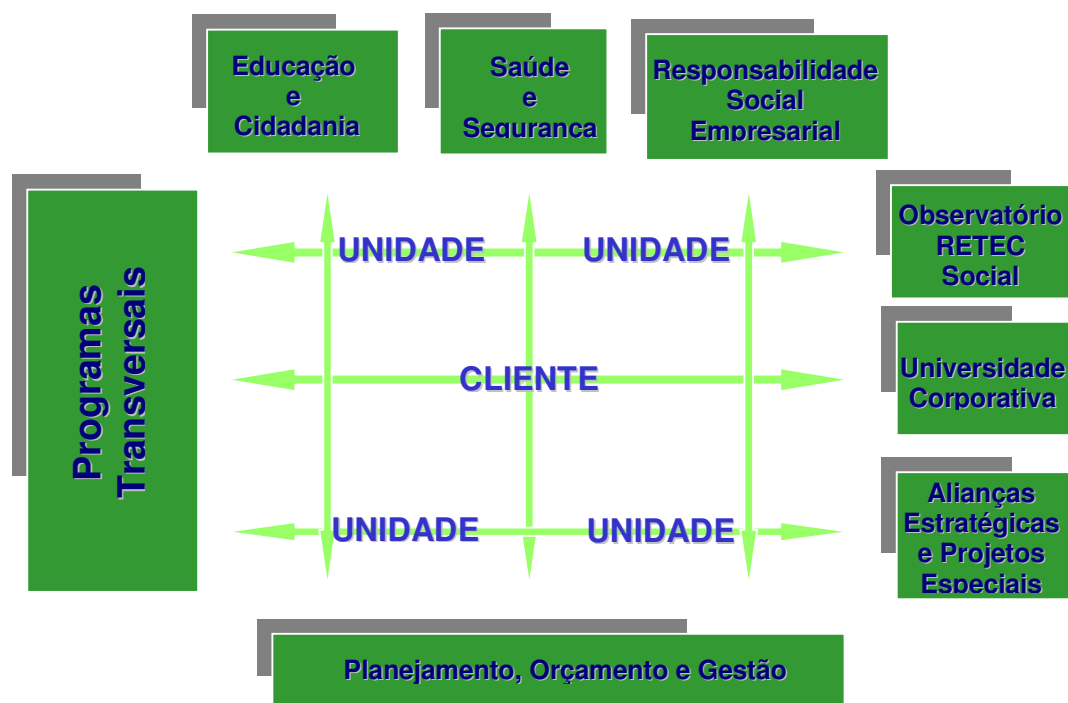 Educação
e
Cidadania
Saúde
e
Segurança
Responsabilidade
Social
Empresarial
Programas
Transversais
UNIDADE UNIDADE
CLIENTE
UNIDADE UNIDADE
Observatório
RETEC
Social
Universidade
Corporativa
Alianças
Estratégicas
e Projetos
Especiais
Planejamento, Orçamento e Gestão